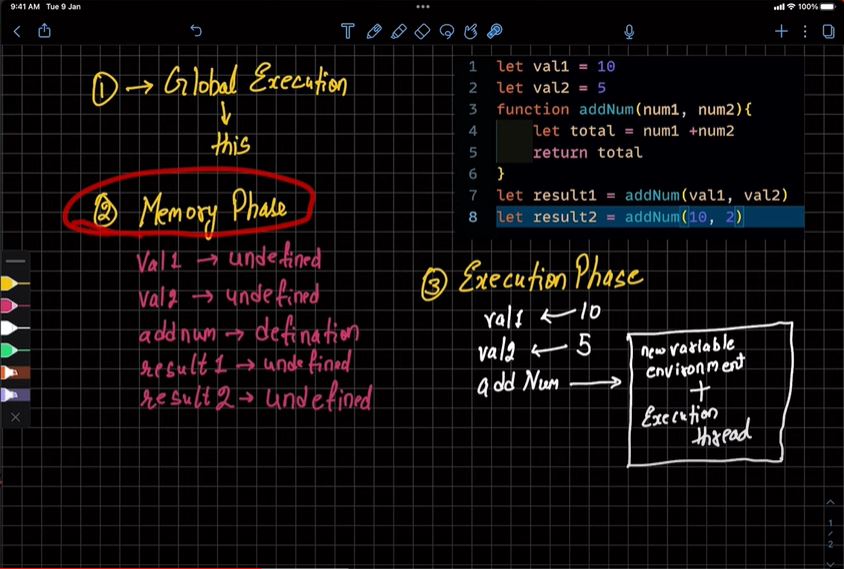 9:41 AM Tue 9 Jan
100%
① → Global Execution
↓
this
② Memory Phase
Val1 → undefined
val2 → undefined
addnum → defination
result1 → undefined
result2 → undefined
1 let val1 = 10
2 let val2 = 5
3 function addNum(num1, num2){
4 let total = num1 +num2
5 return total
6 }
7 let result1 = addNum(val1, val2)
8 let result2 = addNum(10, 2)
③ Execution Phase
val1 ← 10
val2 ← 5
add Num →
new variable
environment
+
Execution
thread
1
/
2